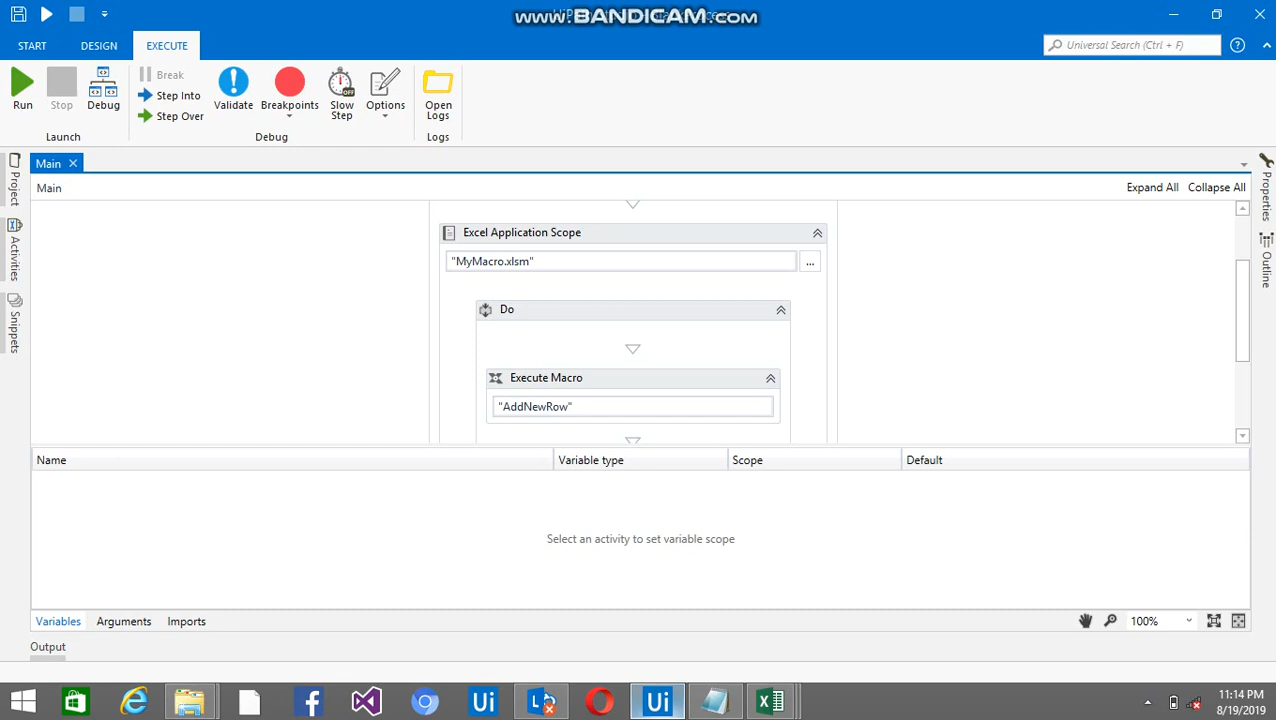 www.BANDICAM.com
START DESIGN EXECUTE
Universal Search (Ctrl + F)
Run Stop Debug
Break
Step Into
Step Over
Validate Breakpoints Slow Step OFF Options
Open Logs
Launch Debug Logs
Main
Main
Expand All Collapse All
Project
Activities
Snippets
Properties
Outline
Excel Application Scope
"MyMacro.xlsm"
...
Do
Execute Macro
"AddNewRow"
Name Variable type Scope Default
Select an activity to set variable scope
Variables Arguments Imports
100%
Output
Ui Ui
11:14 PM
8/19/2019